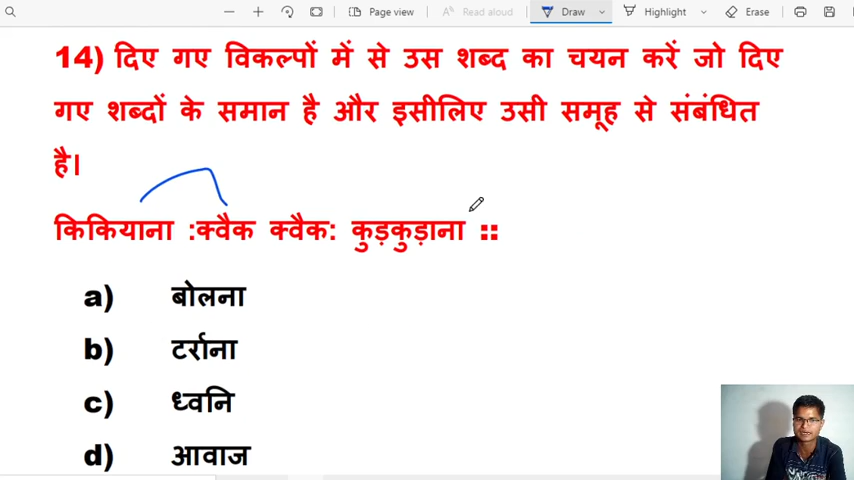 Page view
Read aloud
Draw
Highlight
Erase
14) दिए गए विकल्पों में से उस शब्द का चयन करें जो दिए
गए शब्दों के समान है और इसीलिए उसी समूह से संबंधित
है।
किकियाना :क्वैक क्वैक: कुड़कुड़ाना ::
a) बोलना
b) टर्राना
c) ध्वनि
d) आवाज